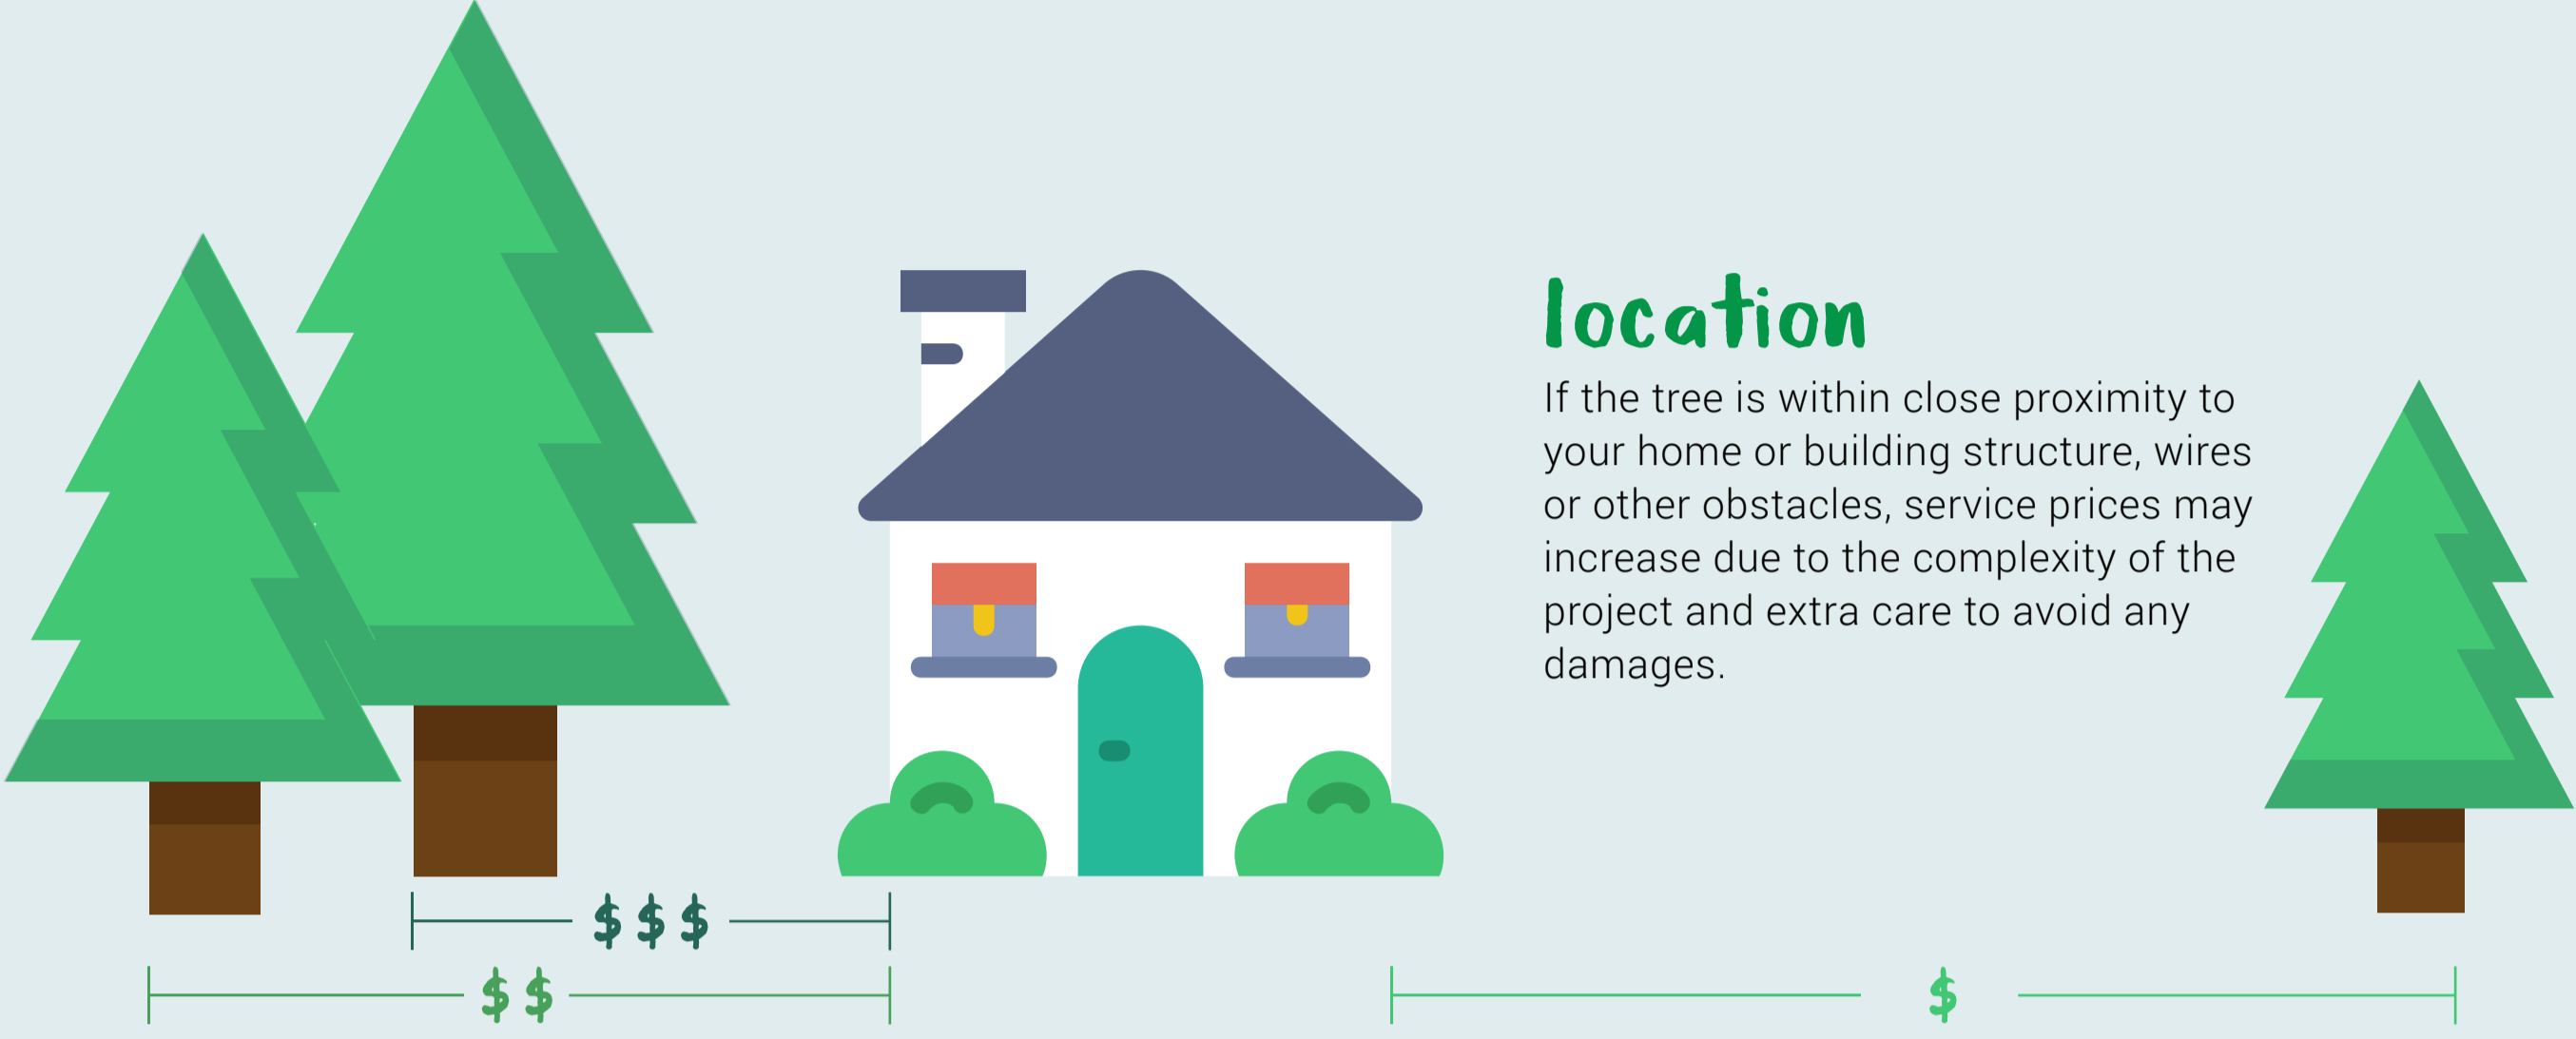 location
If the tree is within close proximity to
your home or building structure, wires
or other obstacles, service prices may
increase due to the complexity of the
project and extra care to avoid any
damages.
$$$
$$
$